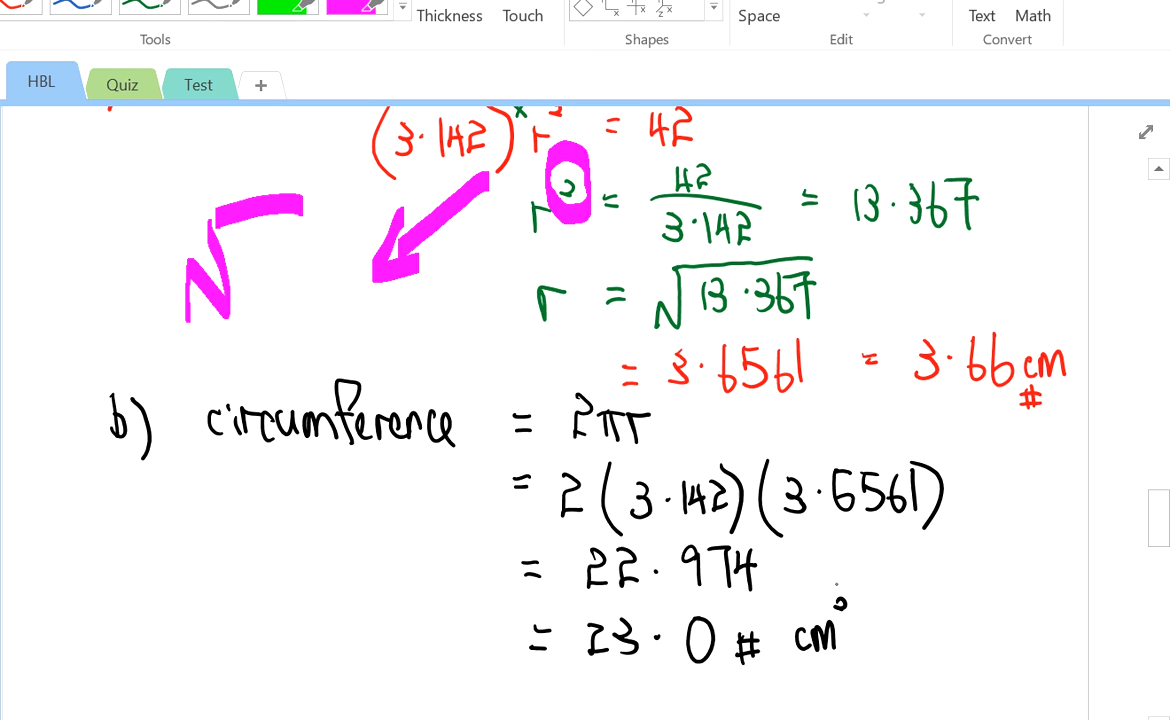 Thickness Touch Space Text Math
Tools Shapes Edit Convert
HBL Quiz Test +
(3.142) r² = 42
r² = 42/3.142 = 13.367
r = √13.367
√
= 3.6561 = 3.66 cm #
b) circumference = 2πr
= 2(3.142)(3.6561)
= 22.974
= 23.0 # cm